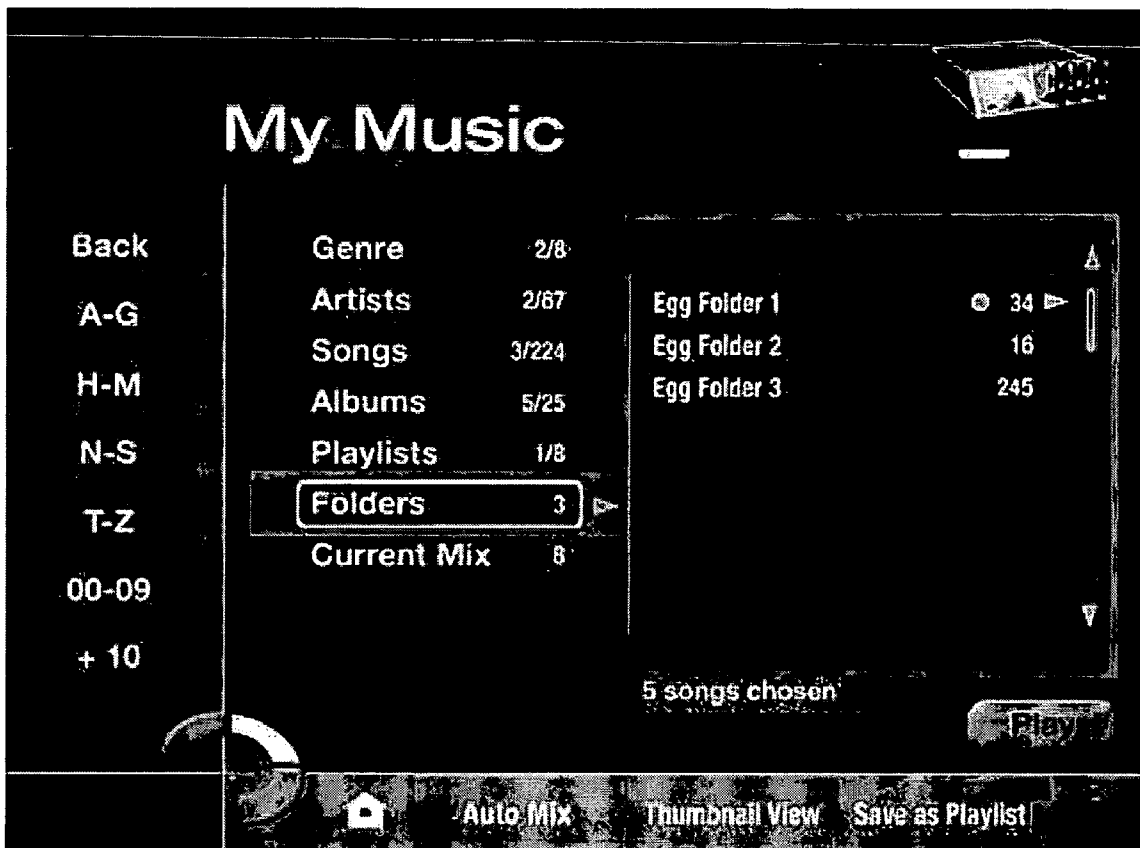 My Music
Back
A-G
H-M
N-S
T-Z
00-09
+ 10
Genre 2/8
Artists 2/67
Songs 3/224
Albums 5/25
Playlists 1/8
Folders 3
Current Mix 8
Egg Folder 1 34
Egg Folder 2 16
Egg Folder 3 245
5 songs chosen
Play
Auto Mix Thumbnail View Save as Playlist